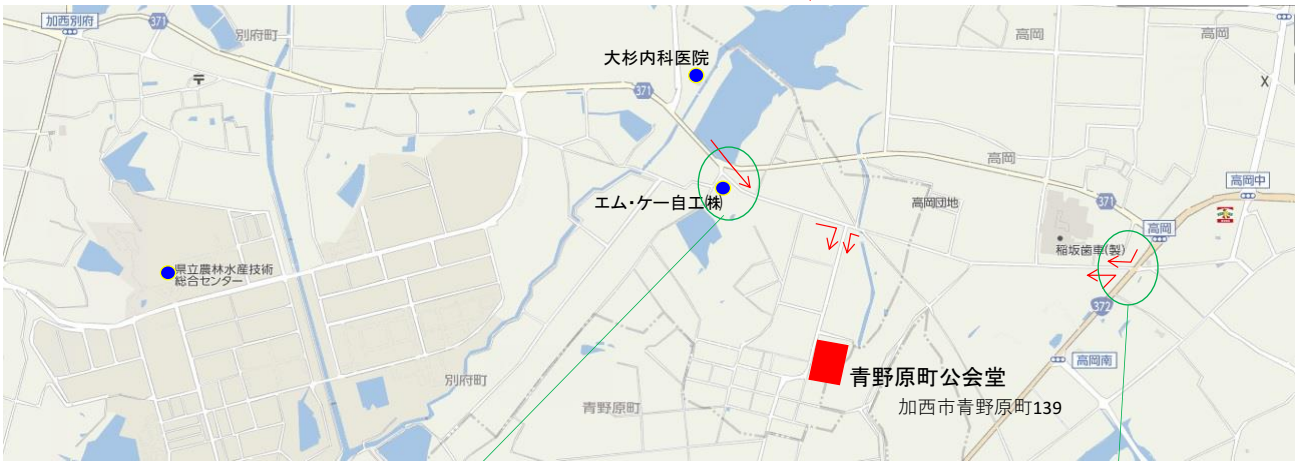 加西別府
371
別府町
〒
大杉内科医院
高岡
高岡
X
371
高岡
エム・ケー自工㈱
高岡団地
371
高岡中
高岡
稲坂歯車(製)
県立農林水産技術
総合センター
372
高岡南
別府町
青野原町
青野原町公会堂
加西市青野原町139